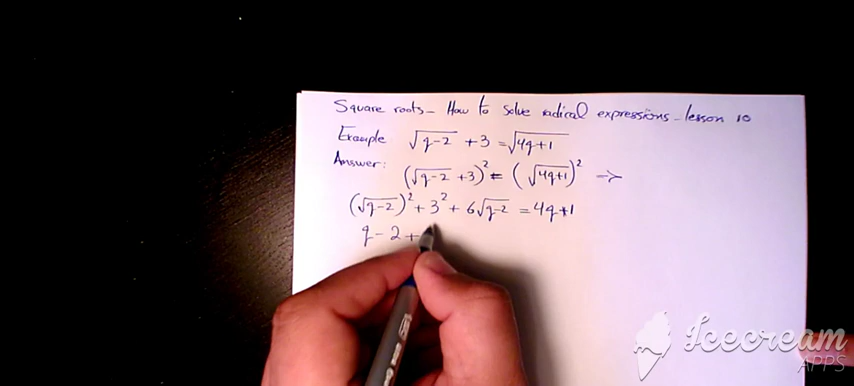 Square roots - How to solve radical expressions - lesson 10
Example √(q-2) + 3 = √(4q+1)
Answer:
(√(q-2) + 3)² = (√(4q+1))² →
(√(q-2))² + 3² + 6√(q-2) = 4q+1
q - 2 +
Icecream
APPS